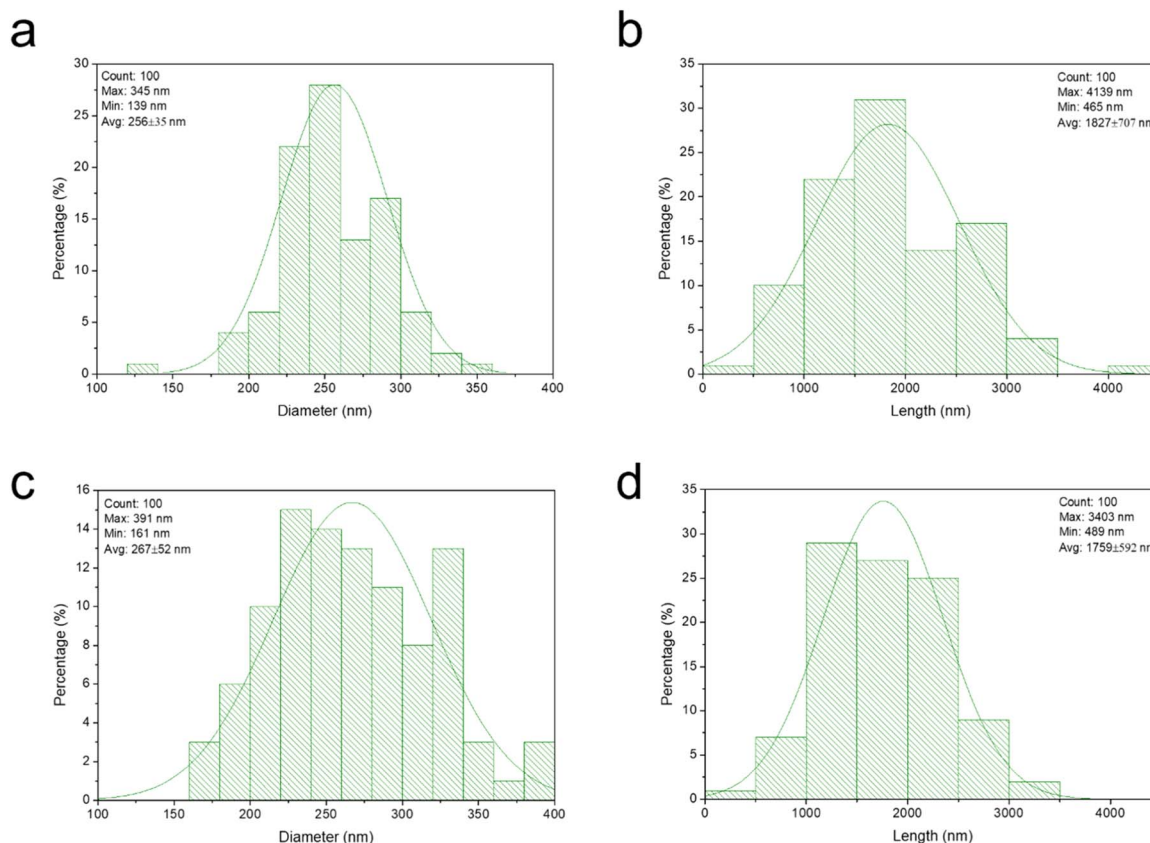 a
Count: 100
Max: 345 nm
Min: 139 nm
Avg: 256±35 nm
30
25
20
15
10
5
0
Percentage (%)
100 150 200 250 300 350 400
Diameter (nm)
b
Count: 100
Max: 4139 nm
Min: 465 nm
Avg: 1827±707 nm
35
30
25
20
15
10
5
0
Percentage (%)
0 1000 2000 3000 4000
Length (nm)
c
Count: 100
Max: 391 nm
Min: 161 nm
Avg: 267±52 nm
16
14
12
10
8
6
4
2
0
Percentage (%)
100 150 200 250 300 350 400
Diameter (nm)
d
Count: 100
Max: 3403 nm
Min: 489 nm
Avg: 1759±592 nm
35
30
25
20
15
10
5
0
Percentage (%)
0 1000 2000 3000 4000
Length (nm)